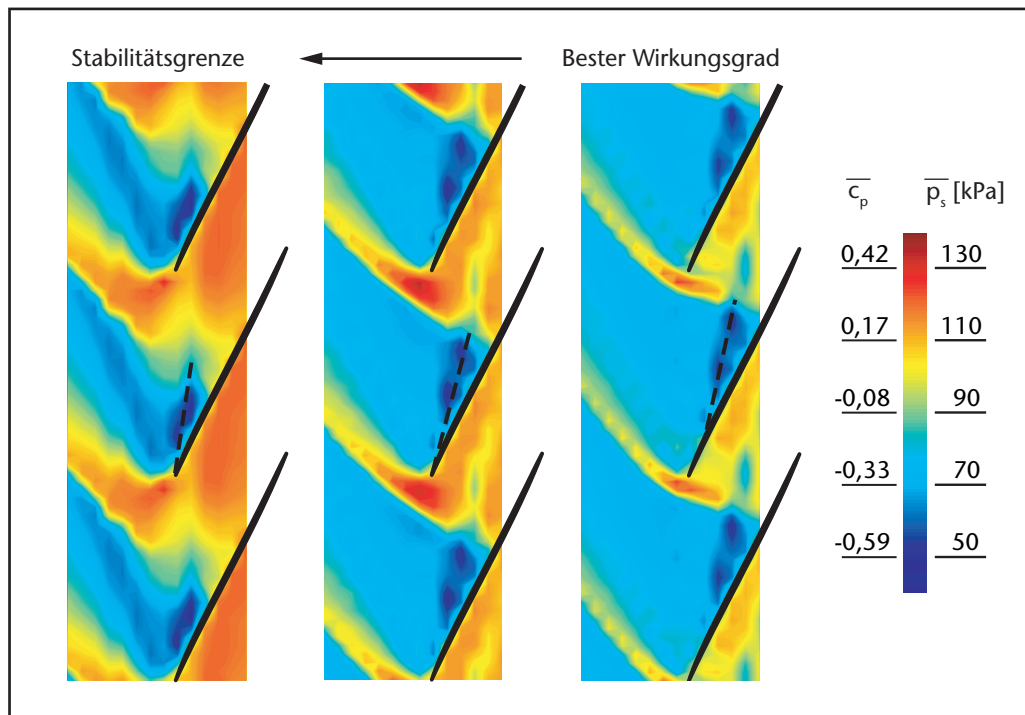 Stabilitätsgrenze
Bester Wirkungsgrad
c_p
p_s [kPa]
0,42 130
0,17 110
-0,08 90
-0,33 70
-0,59 50